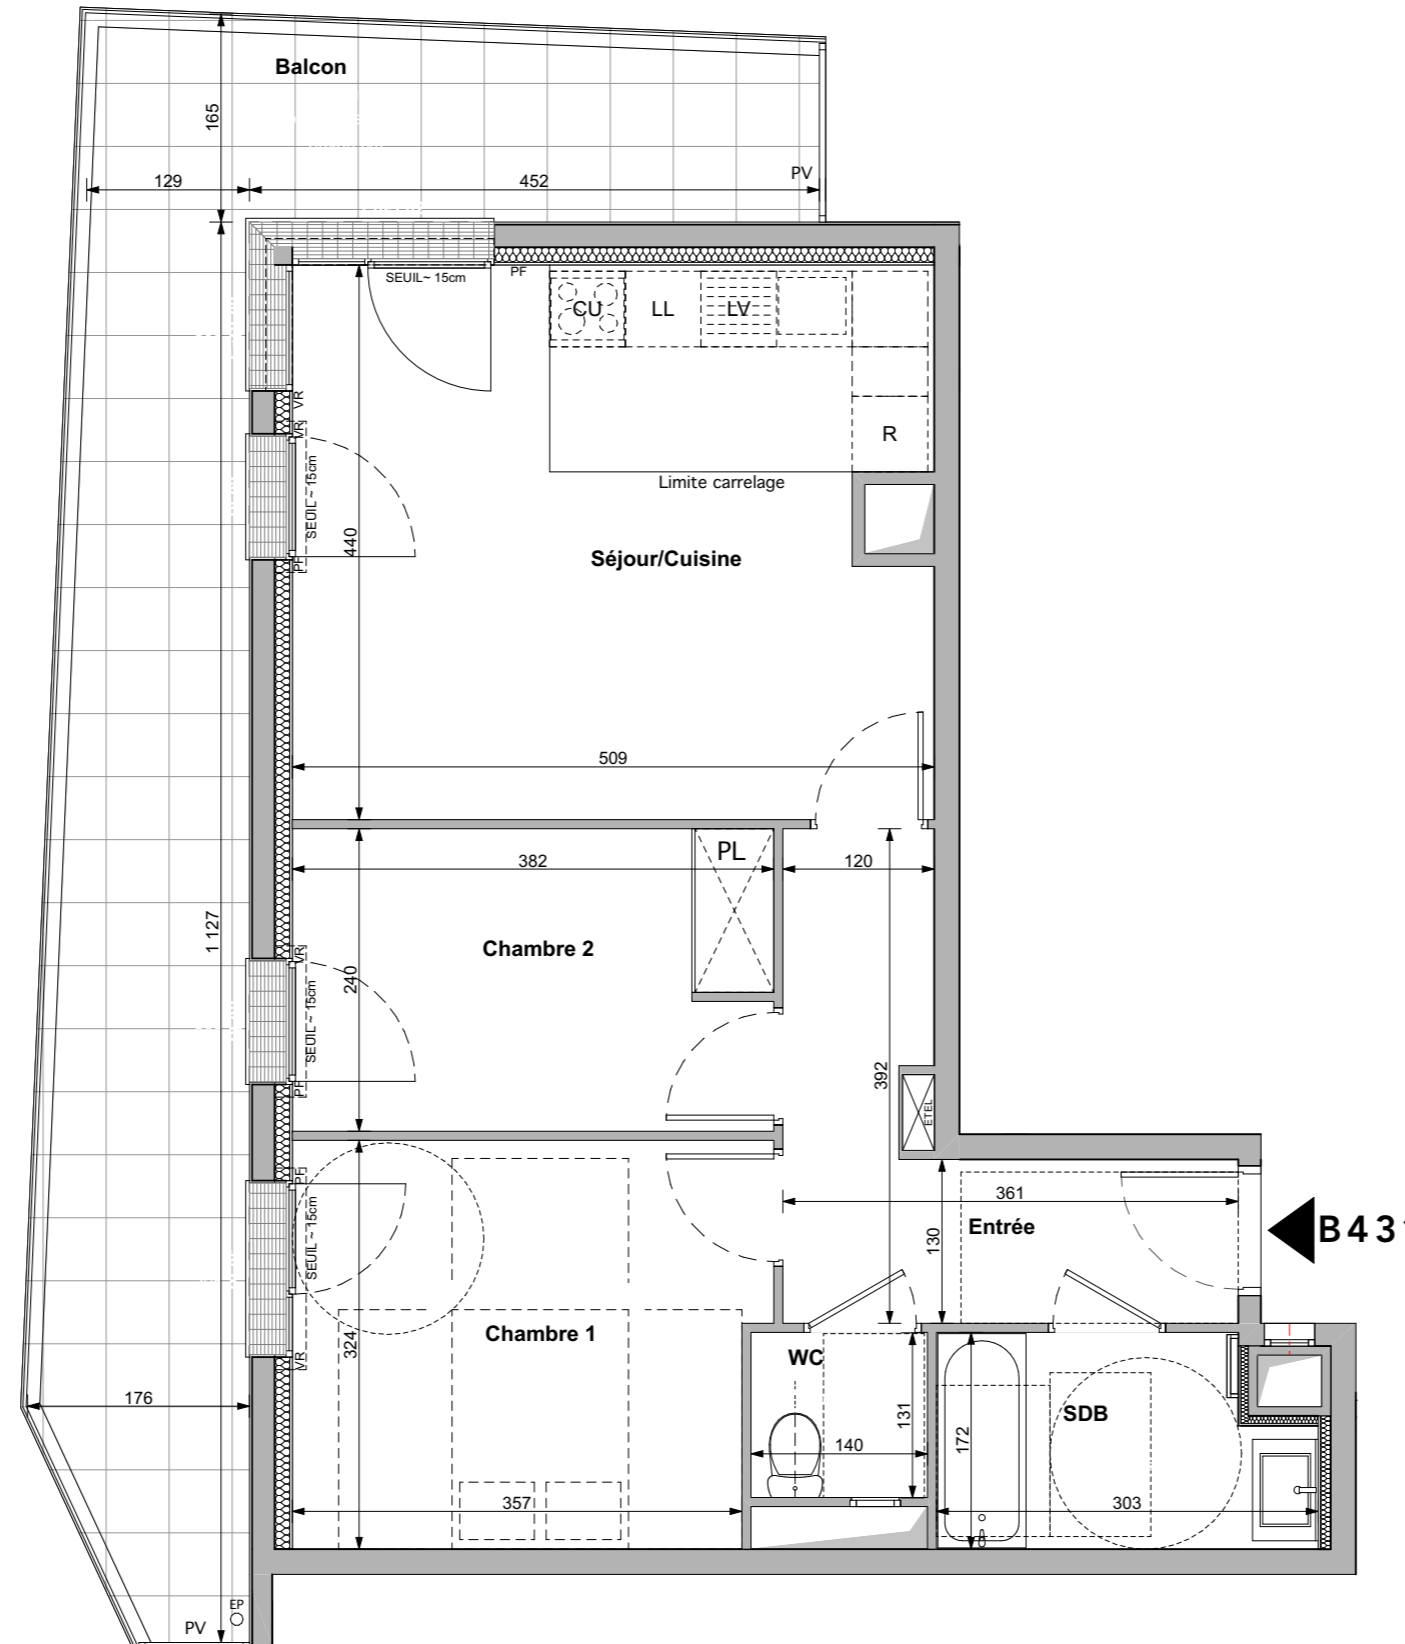 Balcon
165
129
452
PV
SEUIL~ 15cm
PF
CU
LL
LV
R
VR
VR
SEUIL ~ 15cm
PF
Limite carrelage
440
Séjour/Cuisine
509
PL
382
120
1 127
Chambre 2
VR
240
SEUIL ~ 15cm
PF
392
ETEL
361
130
Entrée
B43
PF
SEUIL ~ 15cm
VR
324
Chambre 1
WC
131
140
172
SDB
176
357
303
EP
PV